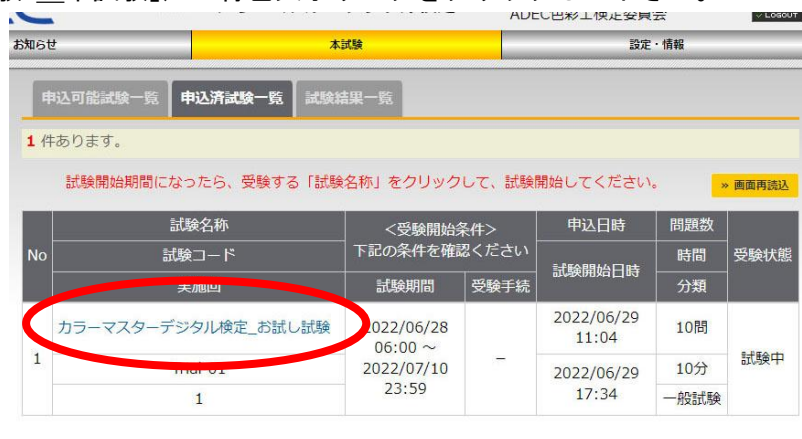 ADEC色彩士検定委員会
LOGOUT
お知らせ
本試験
設定・情報
申込可能試験一覧
申込済試験一覧
試験結果一覧
1 件あります。
試験開始期間になったら、受験する「試験名称」をクリックして、試験開始してください。
» 画面再読込
No
試験名称
試験コード
実施回
<受験開始条件>
下記の条件を確認ください
試験期間
受験手続
申込日時
試験開始日時
問題数
時間
分類
受験状態
1
カラーマスターデジタル検定_お試し試験
1
2022/06/28
06:00 ～
2022/07/10
23:59
–
2022/06/29
11:04
2022/06/29
17:34
10問
10分
一般試験
試験中